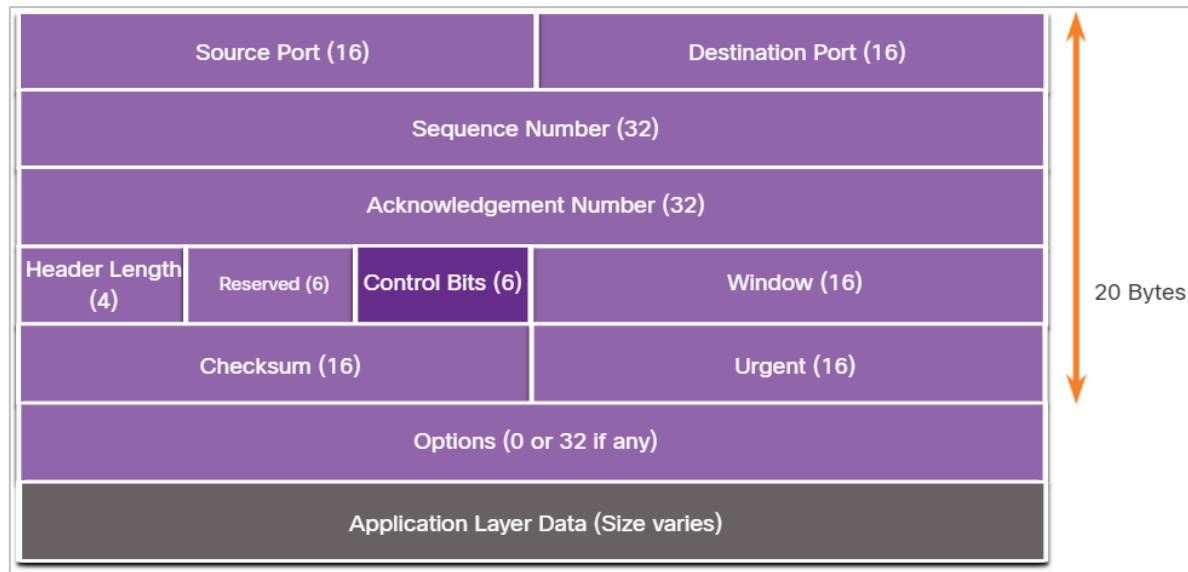 Source Port (16)
Destination Port (16)
Sequence Number (32)
Acknowledgement Number (32)
Header Length
(4)
Reserved (6)
Control Bits (6)
Window (16)
20 Bytes
Checksum (16)
Urgent (16)
Options (0 or 32 if any)
Application Layer Data (Size varies)